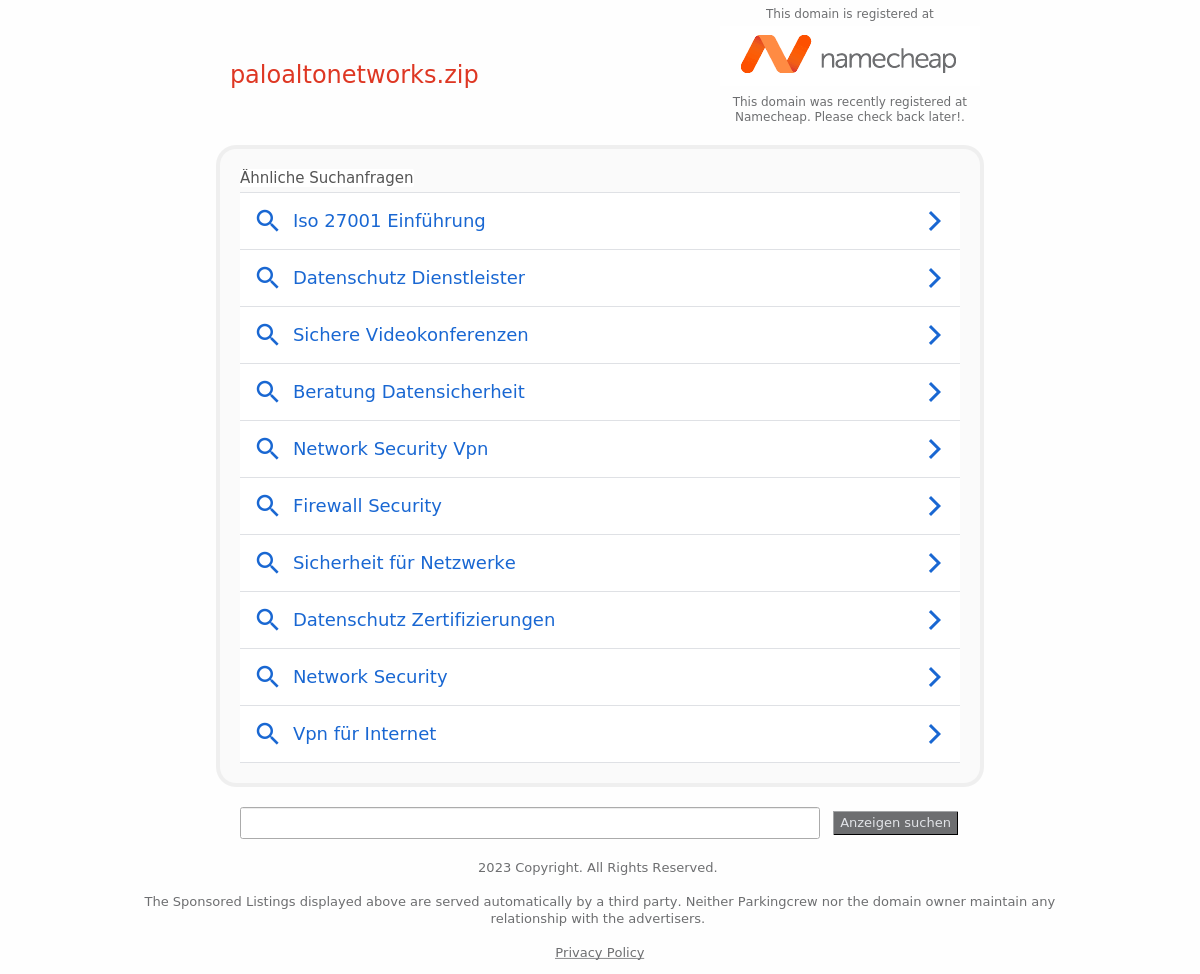 This domain is registered at
namecheap
paloaltonetworks.zip
This domain was recently registered at
Namecheap. Please check back later!.
Ähnliche Suchanfragen
Iso 27001 Einführung
Datenschutz Dienstleister
Sichere Videokonferenzen
Beratung Datensicherheit
Network Security Vpn
Firewall Security
Sicherheit für Netzwerke
Datenschutz Zertifizierungen
Network Security
Vpn für Internet
Anzeigen suchen
2023 Copyright. All Rights Reserved.
The Sponsored Listings displayed above are served automatically by a third party. Neither Parkingcrew nor the domain owner maintain any
relationship with the advertisers.
Privacy Policy